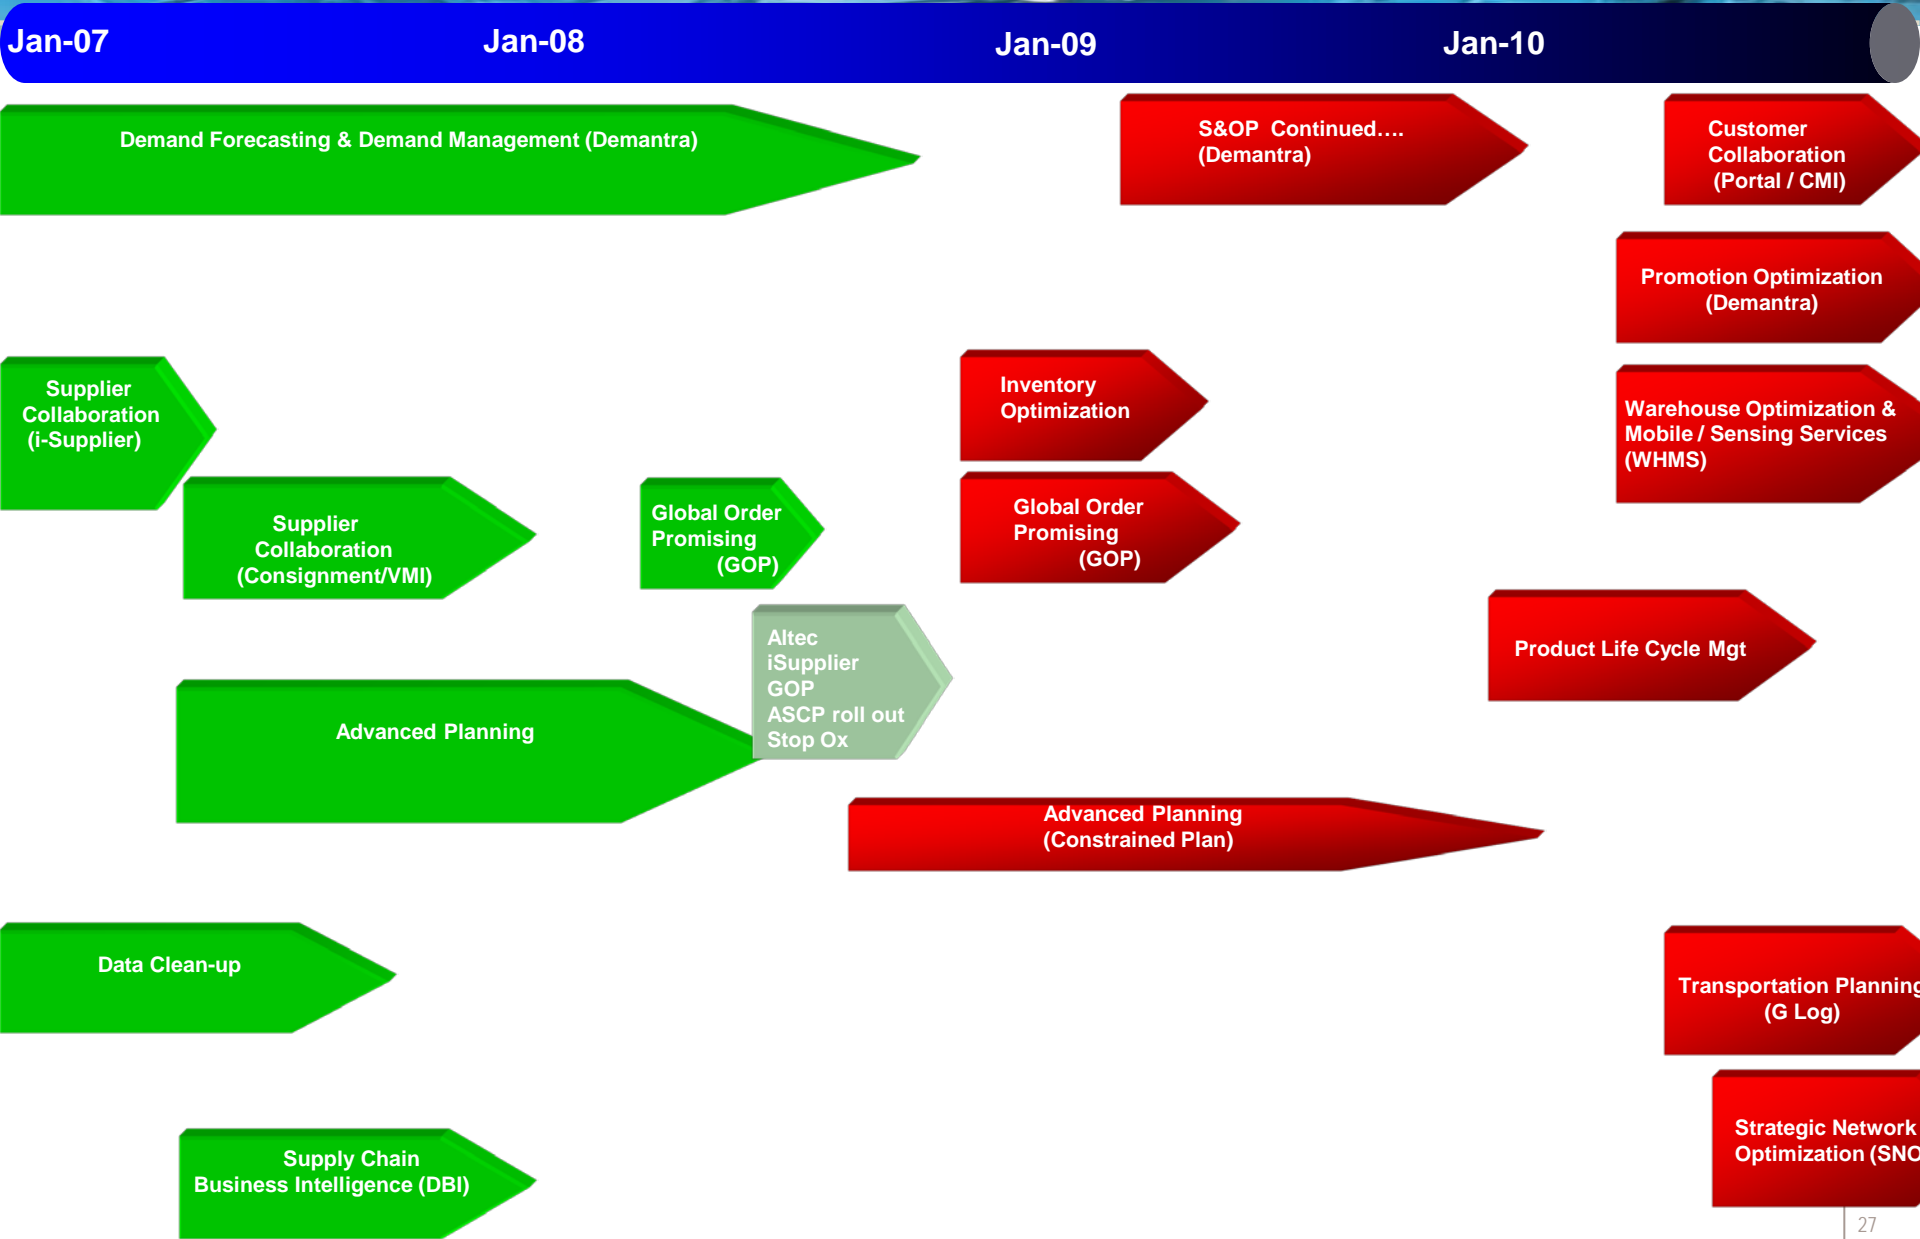 Jan-07
Jan-08
Jan-09
Jan-10
Demand Forecasting & Demand Management (Demantra)
S&OP Continued....
(Demantra)
Customer
Collaboration
(Portal / CMI)
Promotion Optimization
(Demantra)
Supplier
Collaboration
(i-Supplier)
Inventory
Optimization
Warehouse Optimization &
Mobile / Sensing Services
(WHMS)
Supplier
Collaboration
(Consignment/VMI)
Global Order
Promising
(GOP)
Global Order
Promising
(GOP)
Altec
iSupplier
GOP
ASCP roll out
Stop Ox
Product Life Cycle Mgt
Advanced Planning
Advanced Planning
(Constrained Plan)
Data Clean-up
Transportation Planning
(G Log)
Strategic Network
Optimization (SNO
Supply Chain
Business Intelligence (DBI)
27